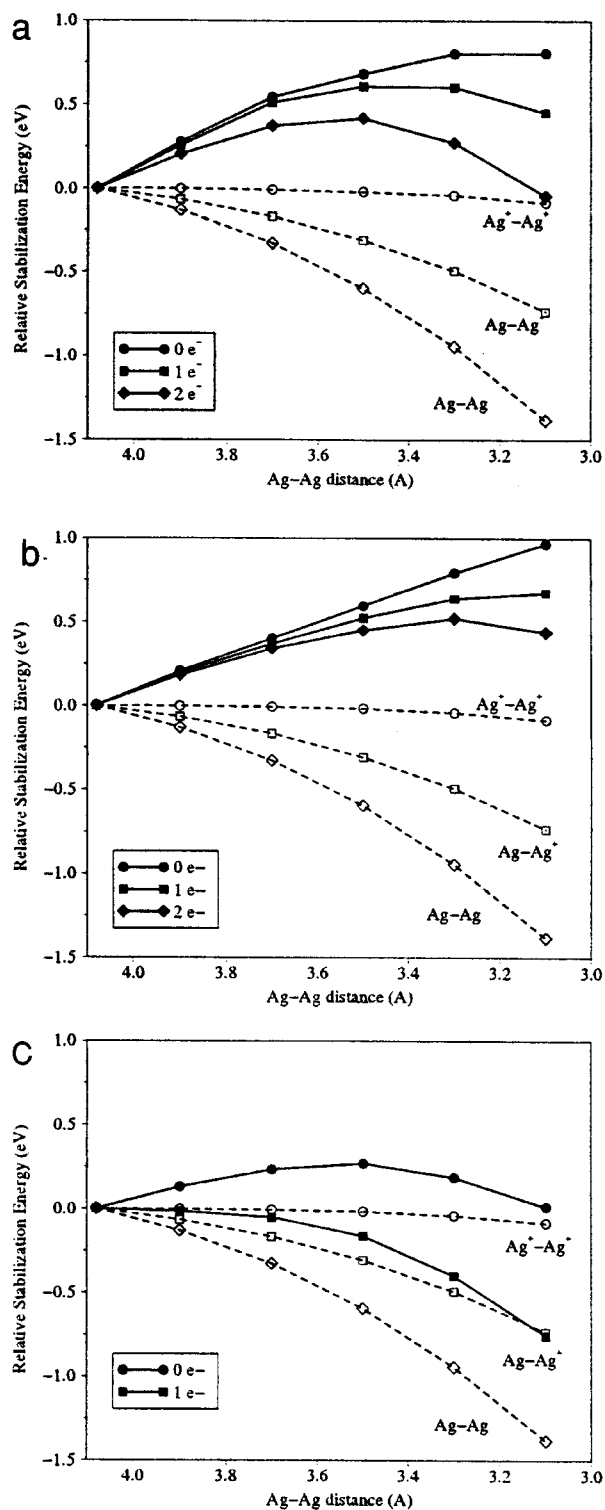 a
1.0
0.5
0.0
−0.5
−1.0
−1.5
Relative Stabilization Energy (eV)
Ag⁺−Ag⁺
Ag−Ag
Ag−Ag
0 e⁻
1 e⁻
2 e⁻
4.0 3.8 3.6 3.4 3.2 3.0
Ag−Ag distance (A)
b
1.0
0.5
0.0
−0.5
−1.0
−1.5
Relative Stabilization Energy (eV)
Ag⁺−Ag⁺
Ag−Ag⁺
Ag−Ag
0 e−
1 e−
2 e−
4.0 3.8 3.6 3.4 3.2 3.0
Ag−Ag distance (A)
C
1.0
0.5
0.0
−0.5
−1.0
−1.5
Relative Stabilization Energy (eV)
Ag⁺−Ag⁺
Ag−Ag⁺
Ag−Ag
0 e−
1 e−
4.0 3.8 3.6 3.4 3.2 3.0
Ag−Ag distance (A)